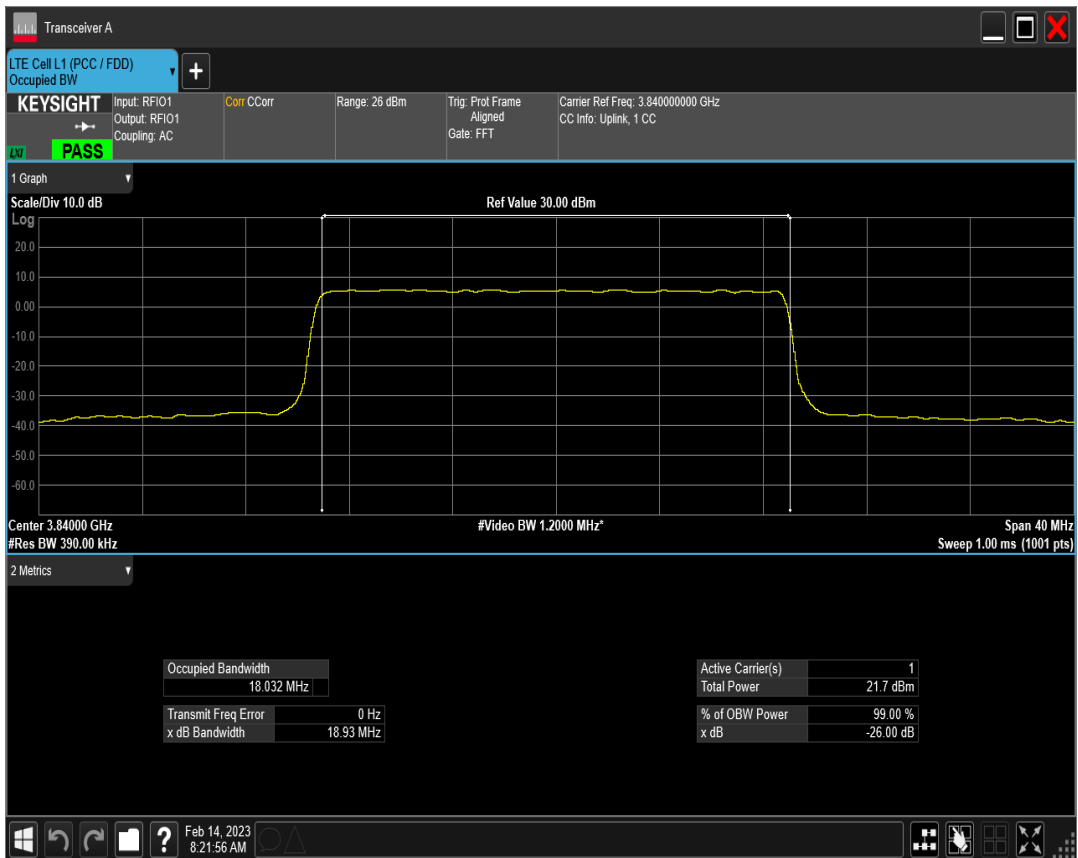 Transceiver A
LTE Cell L1 (PCC / FDD)
Occupied BW
+
KEYSIGHT
LXI
PASS
Input: RFIO1
Output: RFIO1
Coupling: AC
Corr CCorr
Range: 26 dBm
Trig: Prot Frame
Aligned
Gate: FFT
Carrier Ref Freq: 3.840000000 GHz
CC Info: Uplink, 1 CC
1 Graph
Scale/Div 10.0 dB
Ref Value 30.00 dBm
Log
20.0
10.0
0.00
-10.0
-20.0
-30.0
-40.0
-50.0
-60.0
Center 3.84000 GHz
#Video BW 1.2000 MHz*
Span 40 MHz
#Res BW 390.00 kHz
Sweep 1.00 ms (1001 pts)
2 Metrics
Occupied Bandwidth
18.032 MHz
Active Carrier(s) 1
Total Power 21.7 dBm
Transmit Freq Error 0 Hz
x dB Bandwidth 18.93 MHz
% of OBW Power 99.00 %
x dB -26.00 dB
?
Feb 14, 2023
8:21:56 AM